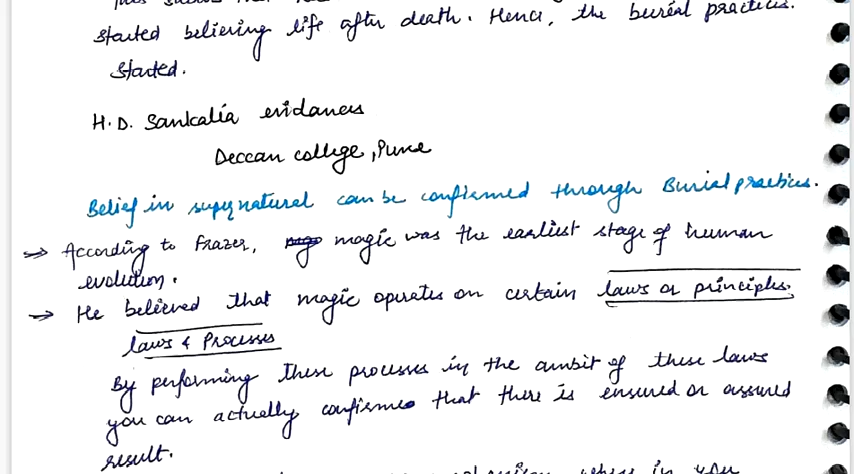 started believing life after death. Hence, the burial practices.
started.
H.D. Sankalia evidances
Deccan college, Pune
Belief in supernatural can be confirmed through Burial practices.
→ According to Frazer, magic was the earliest stage of human
evolution.
→ He believed that magic operates on certain laws or principles.
laws & Processes
By performing these processes in the ambit of these laws
you can actually confirmed that there is ensured or assured
result.